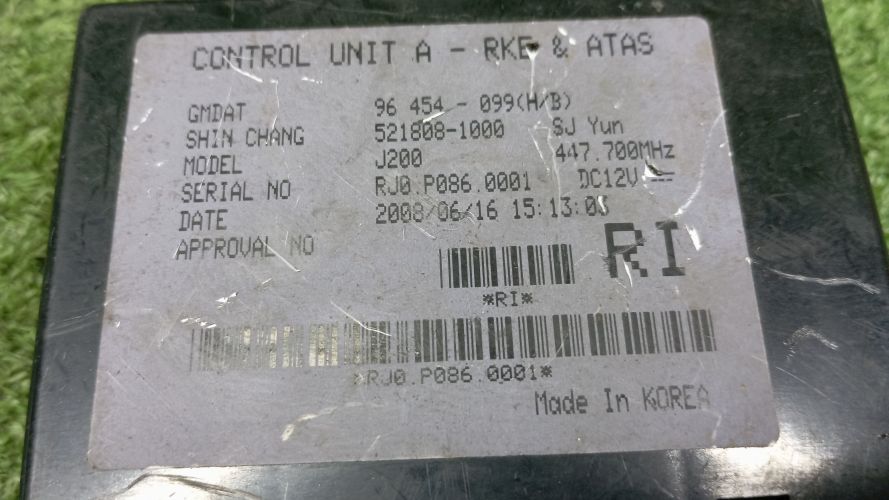 CONTROL UNIT A - RKE & ATAS
GMDAT 96 454 - 099(H/B)
SHIN CHANG 521808-1000 SJ Yun
MODEL J200 447.700MHz
SERIAL NO RJ0.P086.0001 DC12V
DATE 2008/06/16 15:13:03
APPROVAL NO
RI
*RI*
*RJ0.P086.0001*
Made In KOREA